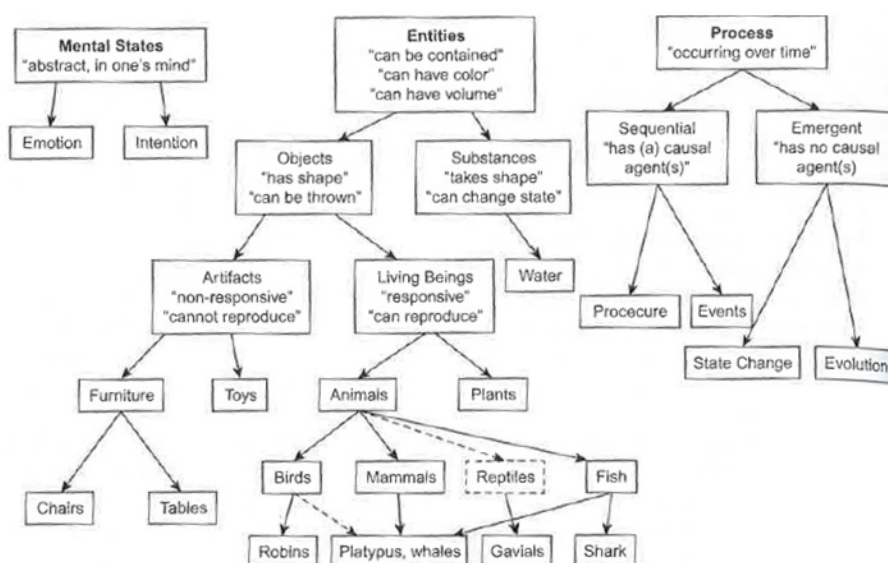 Mental States
"abstract, in one's mind"
Emotion
Intention
Entities
"can be contained"
"can have color"
"can have volume"
Objects
"has shape"
"can be thrown"
Substances
"takes shape"
"can change state"
Artifacts
"non-responsive"
"cannot reproduce"
Living Beings
"responsive"
"can reproduce"
Water
Furniture
Toys
Animals
Plants
Chairs
Tables
Birds
Mammals
Reptiles
Fish
Robins
Platypus, whales
Gavials
Shark
Process
"occurring over time"
Sequential
"has (a) causal
agent(s)"
Emergent
"has no causal
agent(s)
Procecure
Events
State Change
Evolution